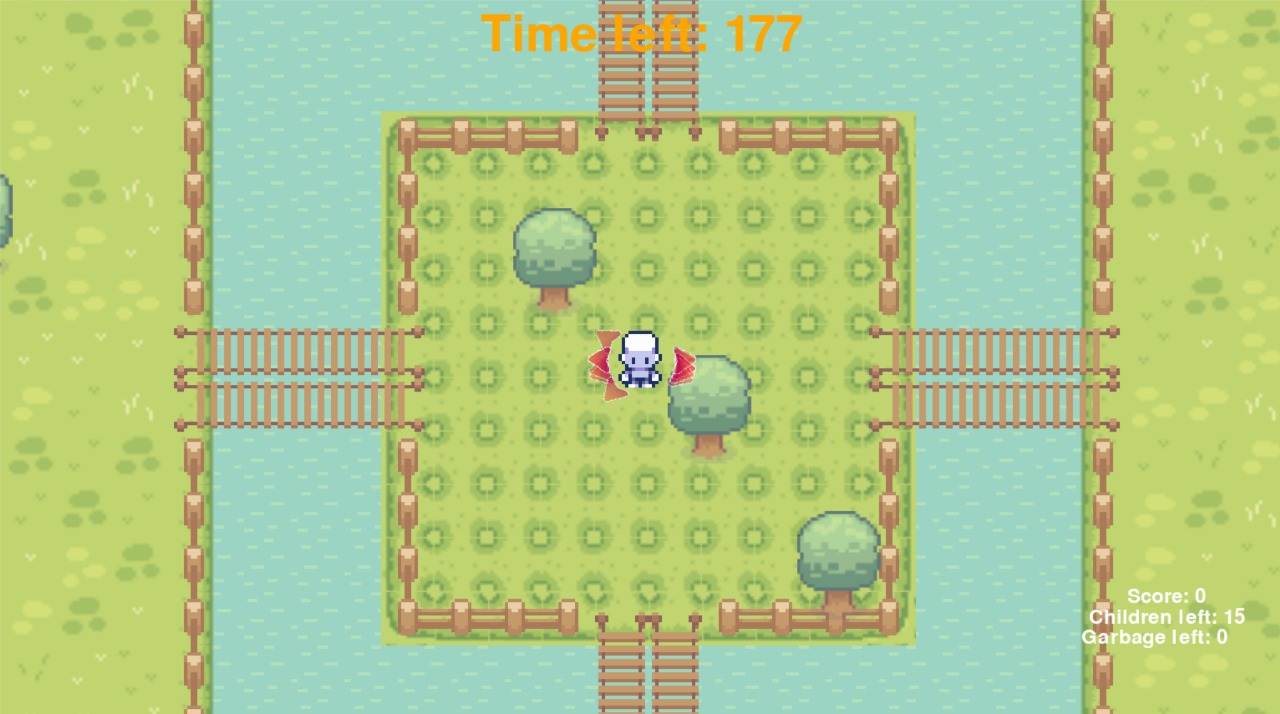 Time left: 177
Score: 0
Children left: 15
Garbage left: 0